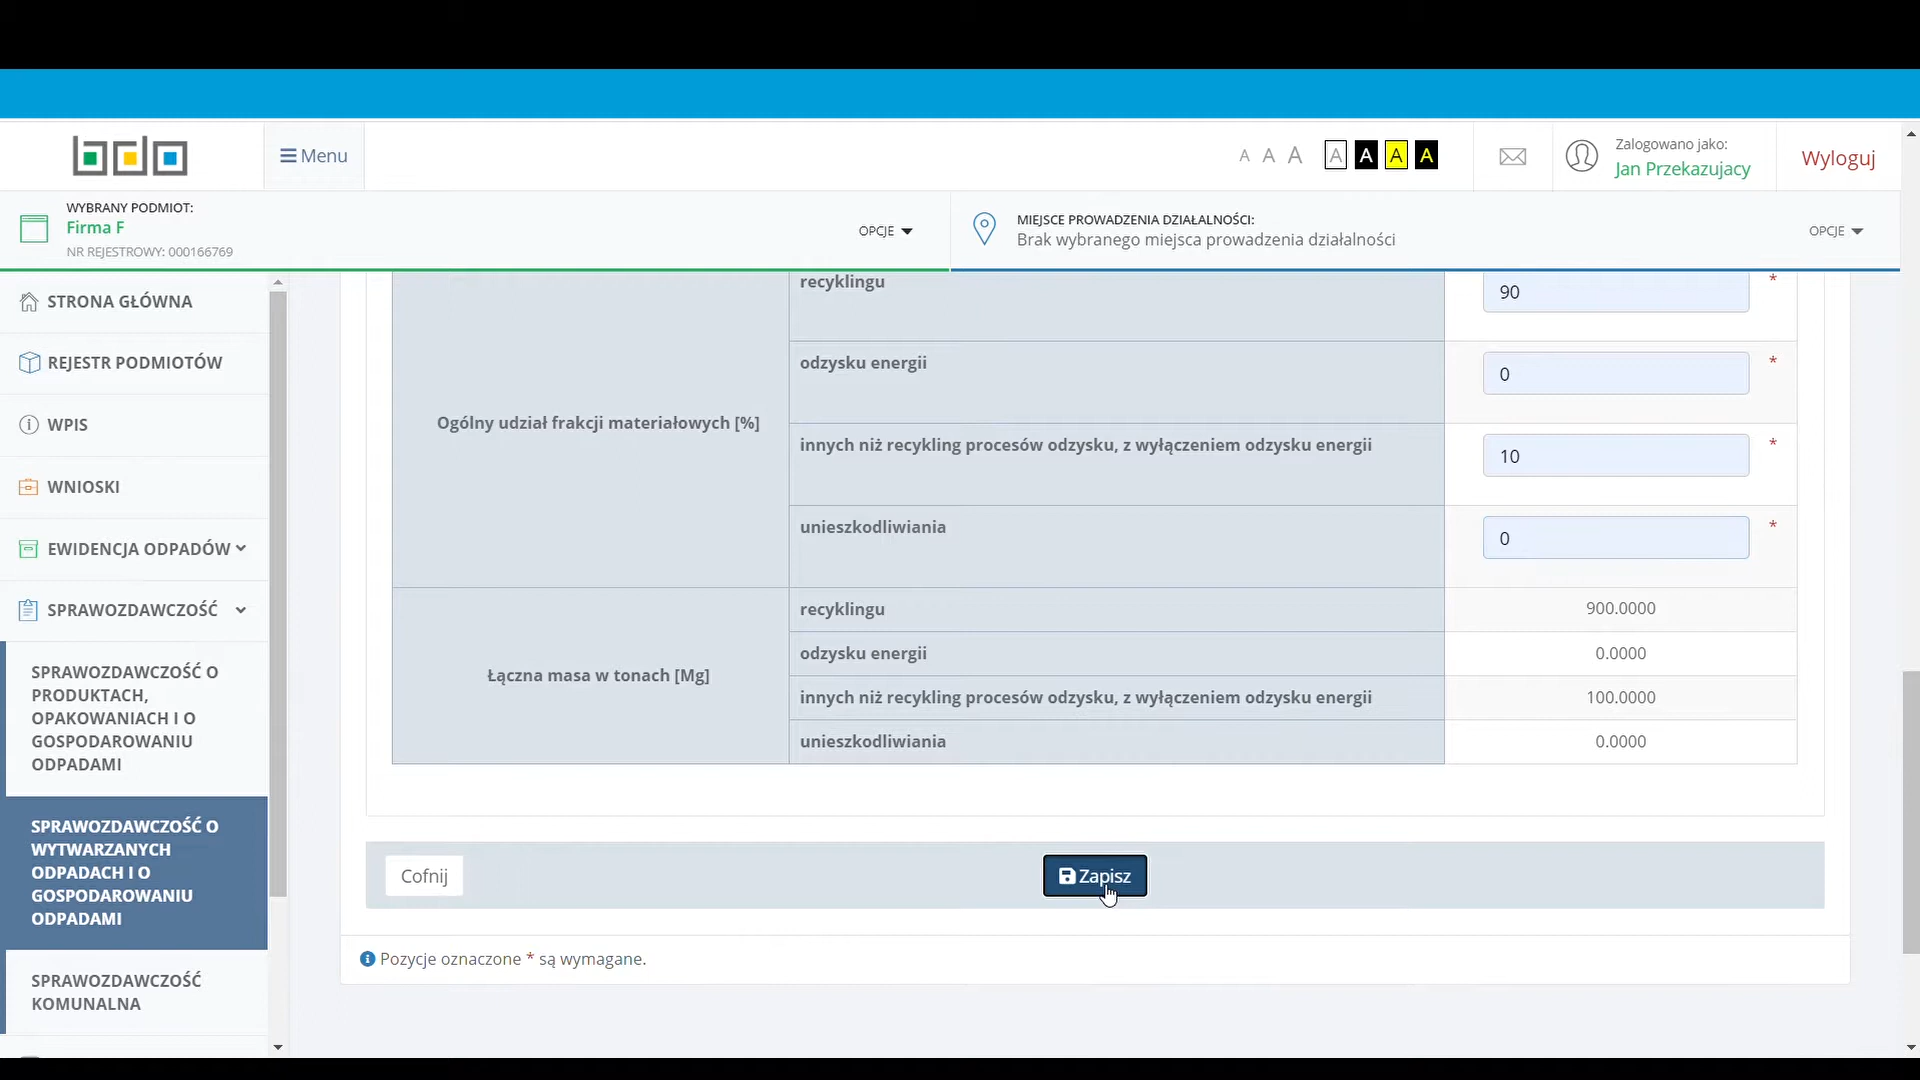 bdo
Menu
A A A A A A A
Zalogowano jako:
Jan Przekazujacy
Wyloguj
WYBRANY PODMIOT:
Firma F
NR REJESTROWY: 000166769
OPCJE
MIEJSCE PROWADZENIA DZIAŁALNOŚCI:
Brak wybranego miejsca prowadzenia działalności
OPCJE
STRONA GŁÓWNA
REJESTR PODMIOTÓW
WPIS
WNIOSKI
EWIDENCJA ODPADÓW
SPRAWOZDAWCZOŚĆ
SPRAWOZDAWCZOŚĆ O
PRODUKTACH,
OPAKOWANIACH I O
GOSPODAROWANIU
ODPADAMI
SPRAWOZDAWCZOŚĆ O
WYTWARZANYCH
ODPADACH I O
GOSPODAROWANIU
ODPADAMI
SPRAWOZDAWCZOŚĆ
KOMUNALNA
Ogólny udział frakcji materiałowych [%]
recyklingu
90 *
odzysku energii
0 *
innych niż recykling procesów odzysku, z wyłączeniem odzysku energii
10 *
unieszkodliwiania
0 *
Łączna masa w tonach [Mg]
recyklingu
900.0000
odzysku energii
0.0000
innych niż recykling procesów odzysku, z wyłączeniem odzysku energii
100.0000
unieszkodliwiania
0.0000
Cofnij
Zapisz
Pozycje oznaczone * są wymagane.